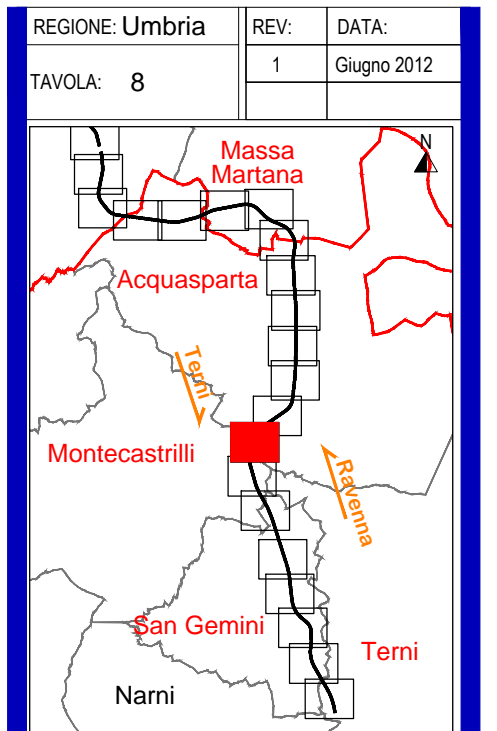 REGIONE: Umbria
REV:
DATA:
TAVOLA: 8
1
Giugno 2012
N
Massa
Martana
Acquasparta
Terni
Montecastrilli
Ravenna
San Gemini
Terni
Narni